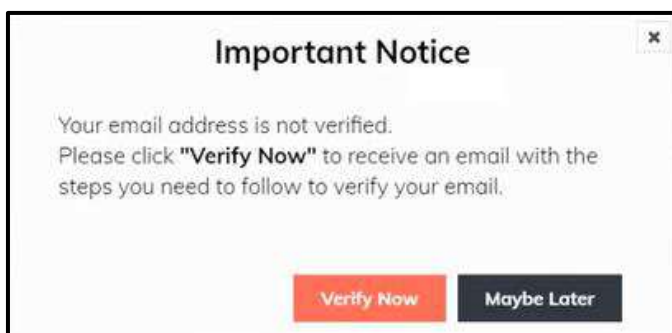 Important Notice
Your email address is not verified.
Please click "Verify Now" to receive an email with the
steps you need to follow to verify your email.
Verify Now Maybe Later